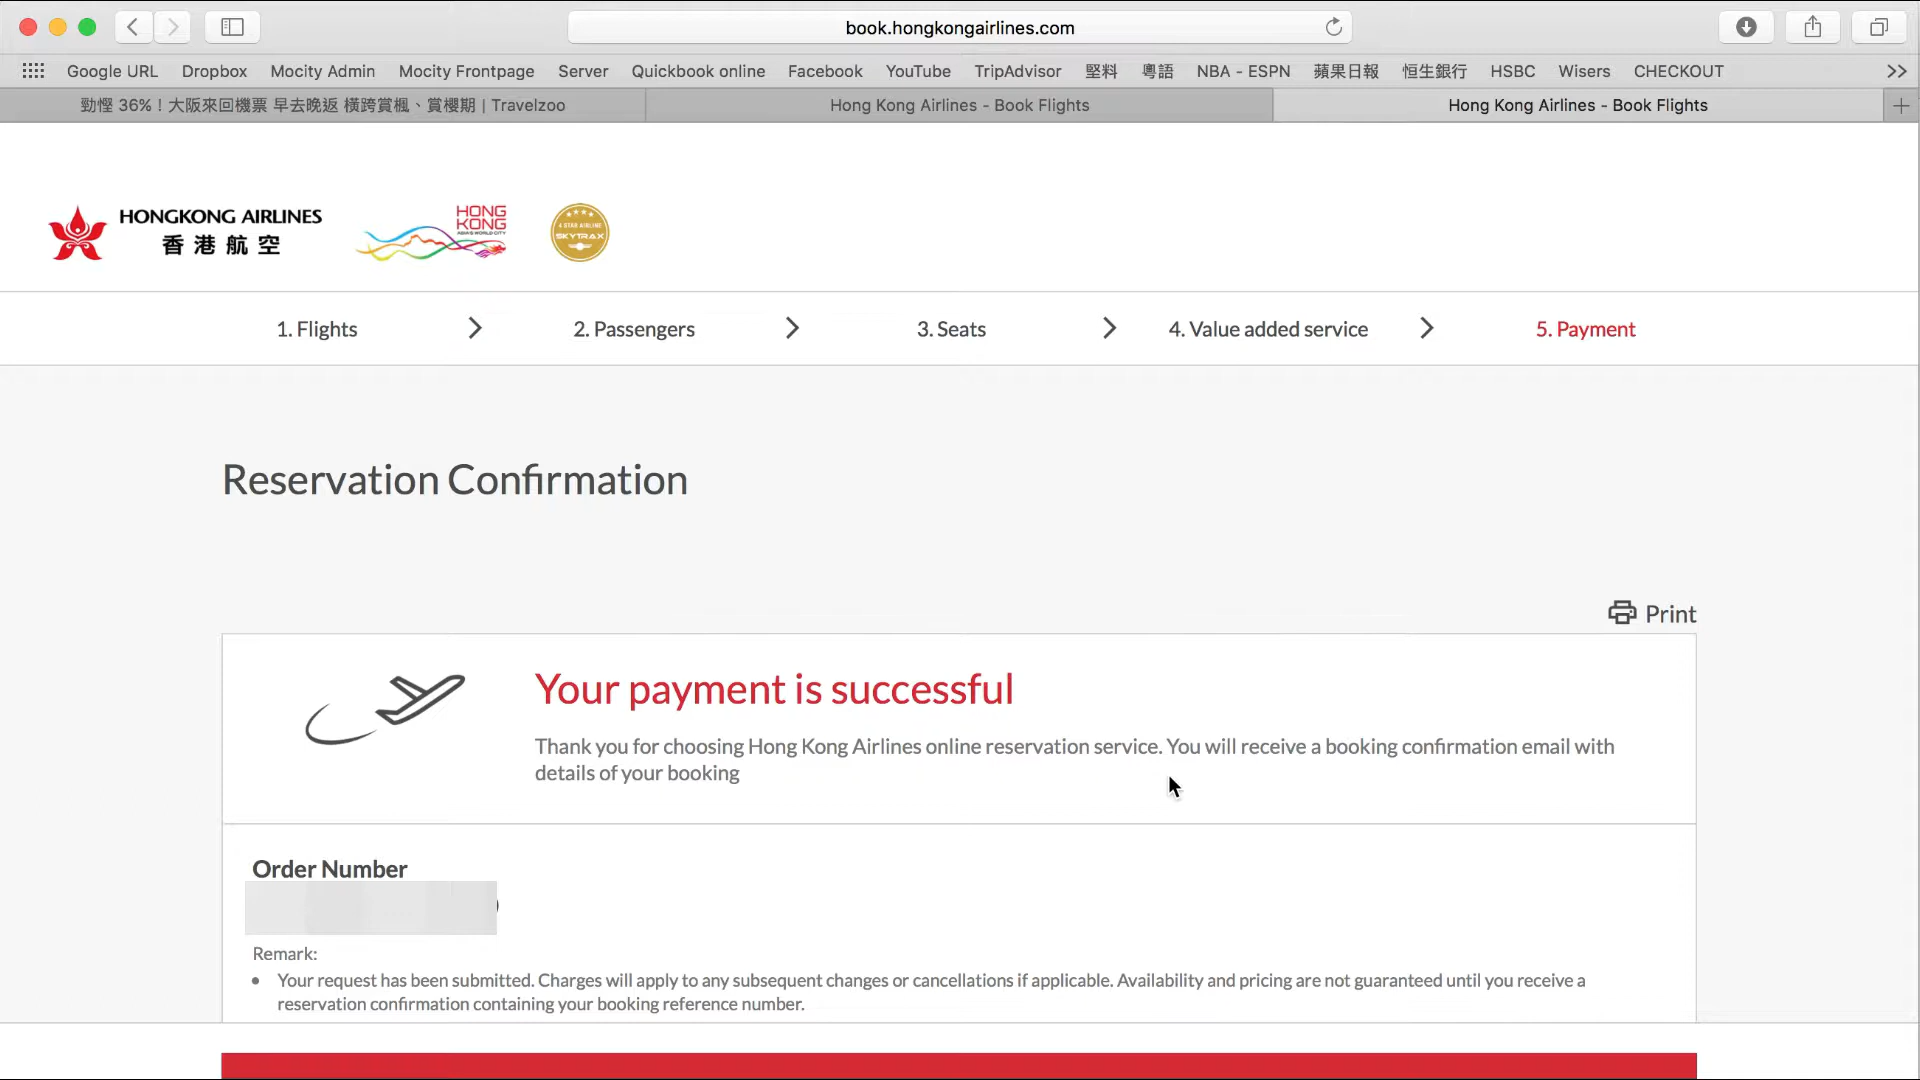 book.hongkongairlines.com
Google URL Dropbox Mocity Admin Mocity Frontpage Server Quickbook online Facebook YouTube TripAdvisor 堅料 粵語 NBA - ESPN 蘋果日報 恒生銀行 HSBC Wisers CHECKOUT
勁慳 36%！大阪來回機票 早去晚返 橫跨賞楓、賞櫻期 | Travelzoo
Hong Kong Airlines - Book Flights
Hong Kong Airlines - Book Flights
HONGKONG AIRLINES
香港航空
HONG
KONG
ASIA'S WORLD CITY
4 STAR AIRLINE
SKYTRAX
1. Flights
2. Passengers
3. Seats
4. Value added service
5. Payment
Reservation Confirmation
Print
Your payment is successful
Thank you for choosing Hong Kong Airlines online reservation service. You will receive a booking confirmation email with
details of your booking
Order Number
Remark:
• Your request has been submitted. Charges will apply to any subsequent changes or cancellations if applicable. Availability and pricing are not guaranteed until you receive a
reservation confirmation containing your booking reference number.